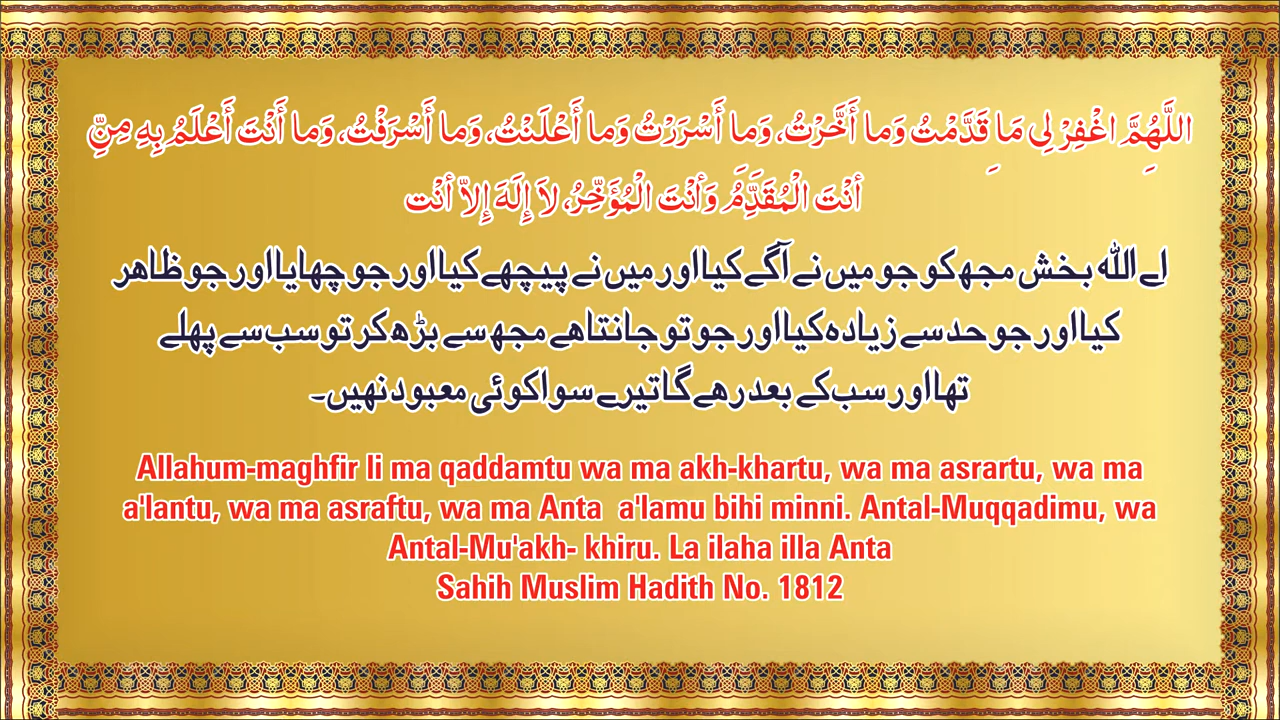 اللَّهُمَّ اغْفِرْ لِي مَا قَدَّمْتُ وَما أَخَّرْتُ، وَما أَسْرَرْتُ وَما أَعْلَنْتُ، وَما أَسْرَفْتُ، وَما أَنْتَ أَعْلَمُ بِهِ مِنِّي
أَنْتَ الْمُقَدِّمُ وَأَنْتَ الْمُؤَخِّرُ، لاَ إِلَهَ إِلاَّ أَنْتَ
اے اللہ بخش مجھ کو جو میں نے آگے کیا اور میں نے پیچھے کیا اور جو چھایا اور جو ظاھر
کیا اور جو حد سے زیادہ کیا اور جو تو جانتا ھے مجھ سے بڑھ کر تو سب سے پھلے
تھا اور سب کے بعد رھے گا تیرے سوا کوئی معبود نھیں۔
Allahum-maghfir li ma qaddamtu wa ma akh-khartu, wa ma asrartu, wa ma
a'lantu, wa ma asraftu, wa ma Anta a'lamu bihi minni. Antal-Muqqadimu, wa
Antal-Mu'akh- khiru. La ilaha illa Anta
Sahih Muslim Hadith No. 1812